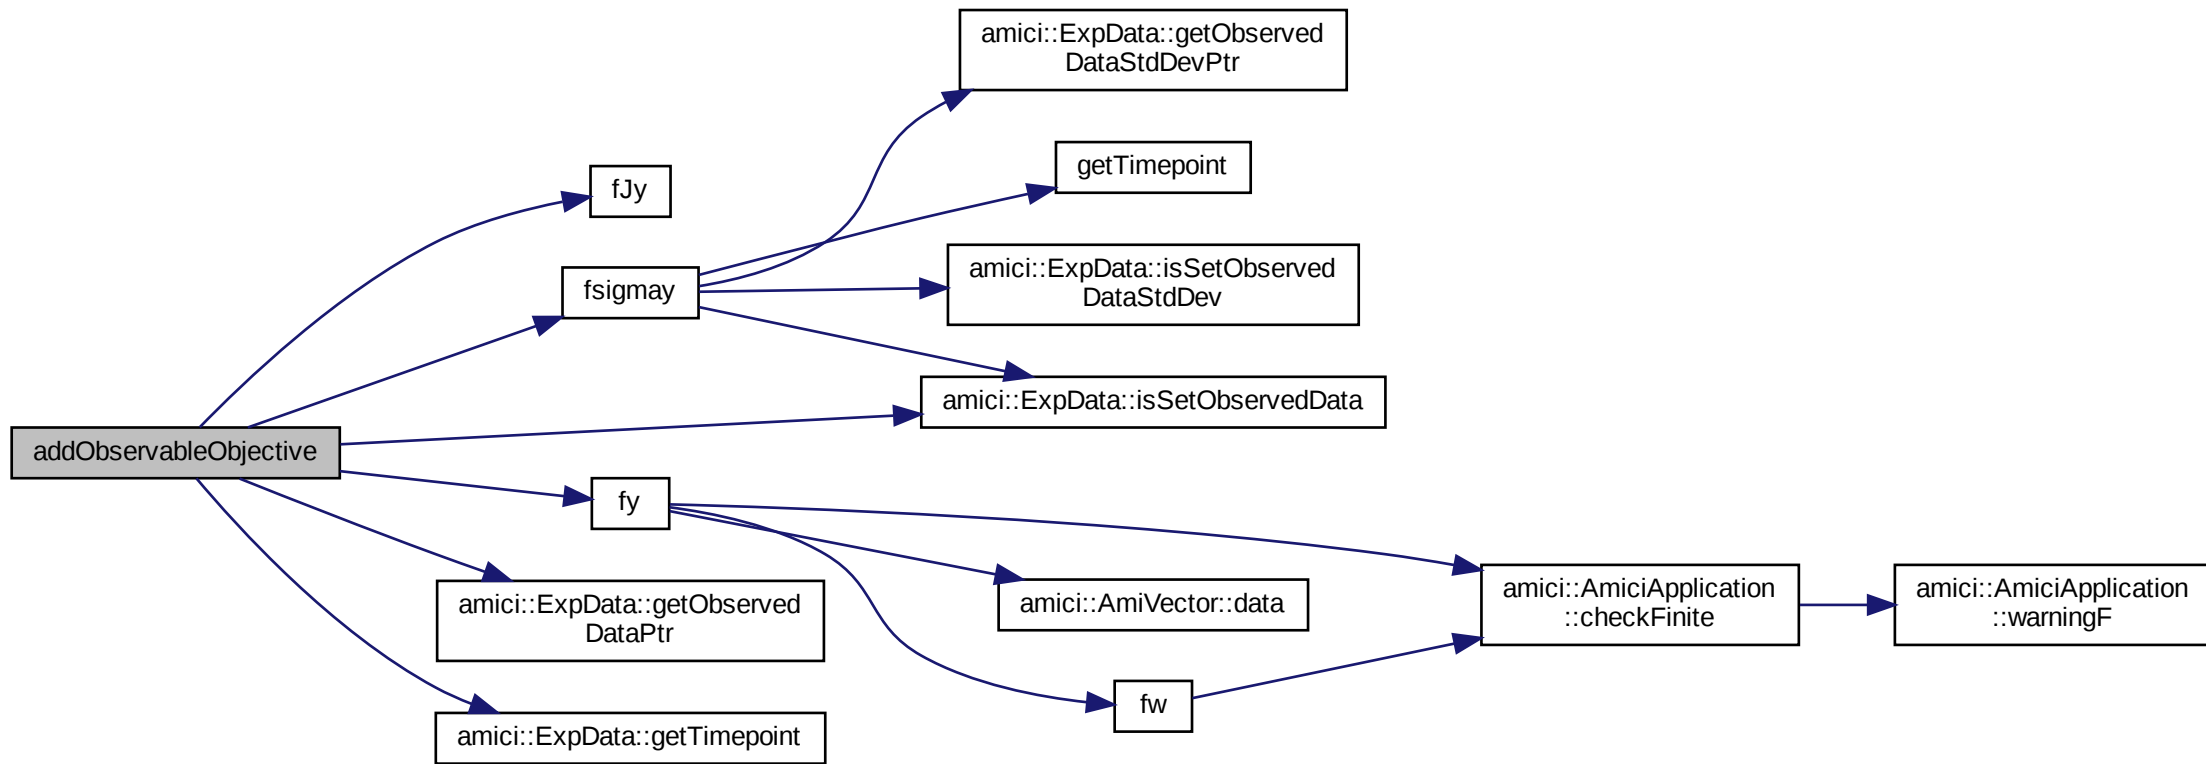 amici::ExpData::getObserved
DataStdDevPtr
getTimepoint
fJy
amici::ExpData::isSetObserved
DataStdDev
fsigmay
amici::ExpData::isSetObservedData
addObservableObjective
fy
amici::ExpData::getObserved
DataPtr
amici::AmiVector::data
amici::AmiciApplication
::checkFinite
amici::AmiciApplication
::warningF
fw
amici::ExpData::getTimepoint